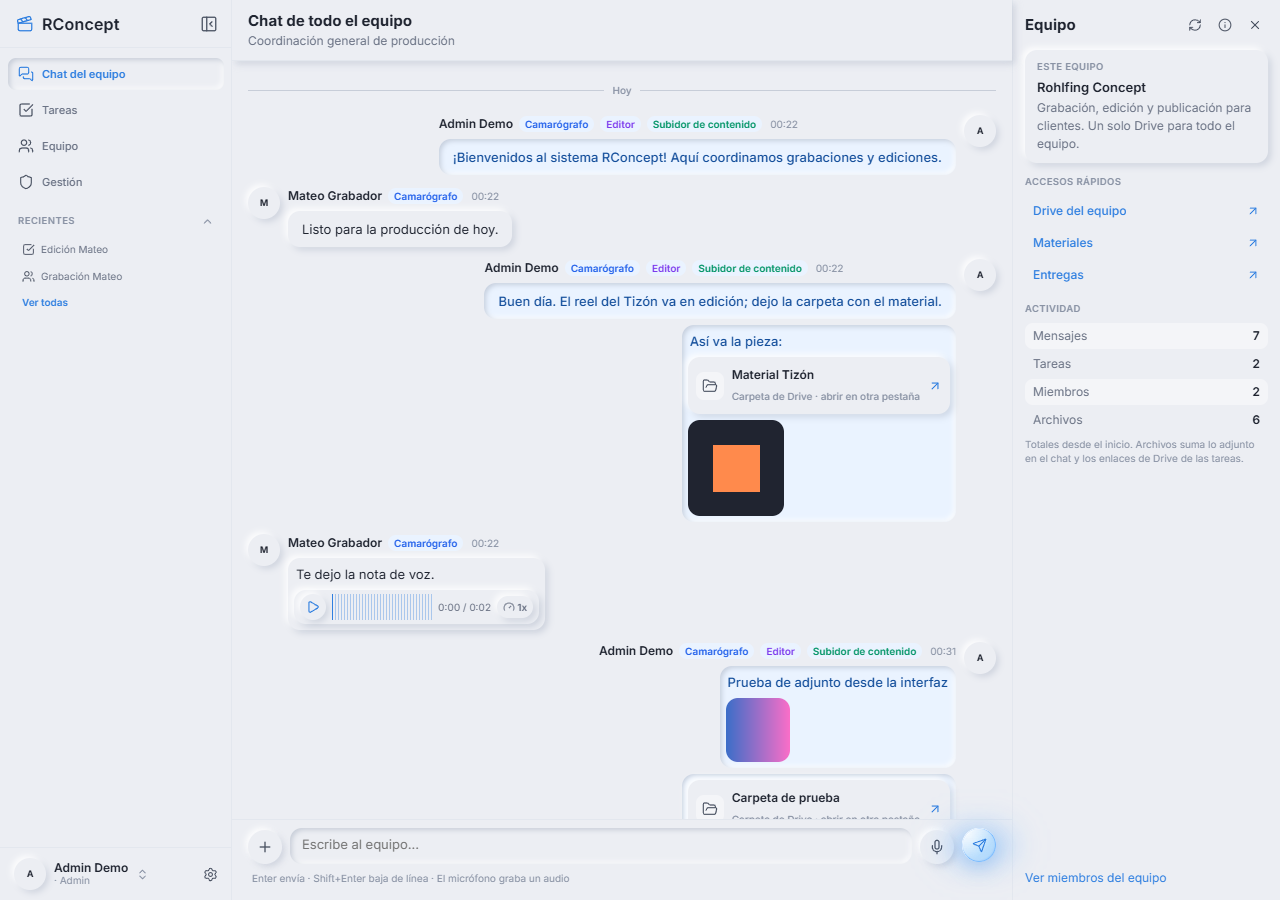 RConcept
Chat del equipo
Tareas
Equipo
Gestión
RECIENTES
Edición Mateo
Grabación Mateo
Ver todas
A
Admin Demo
· Admin
Chat de todo el equipo
Coordinación general de producción
Hoy
Admin Demo Camarógrafo Editor Subidor de contenido 00:22
A
¡Bienvenidos al sistema RConcept! Aquí coordinamos grabaciones y ediciones.
M
Mateo Grabador Camarógrafo 00:22
Listo para la producción de hoy.
Admin Demo Camarógrafo Editor Subidor de contenido 00:22
A
Buen día. El reel del Tizón va en edición; dejo la carpeta con el material.
Así va la pieza:
Material Tizón
Carpeta de Drive · abrir en otra pestaña
M
Mateo Grabador Camarógrafo 00:22
Te dejo la nota de voz.
0:00 / 0:02 1x
Admin Demo Camarógrafo Editor Subidor de contenido 00:31
A
Prueba de adjunto desde la interfaz
Carpeta de prueba
Carpeta de Drive · abrir en otra pestaña
Escribe al equipo...
Enter envía · Shift+Enter baja de línea · El micrófono graba un audio
Equipo
ESTE EQUIPO
Rohlfing Concept
Grabación, edición y publicación para
clientes. Un solo Drive para todo el
equipo.
ACCESOS RÁPIDOS
Drive del equipo
Materiales
Entregas
ACTIVIDAD
Mensajes 7
Tareas 2
Miembros 2
Archivos 6
Totales desde el inicio. Archivos suma lo adjunto
en el chat y los enlaces de Drive de las tareas.
Ver miembros del equipo